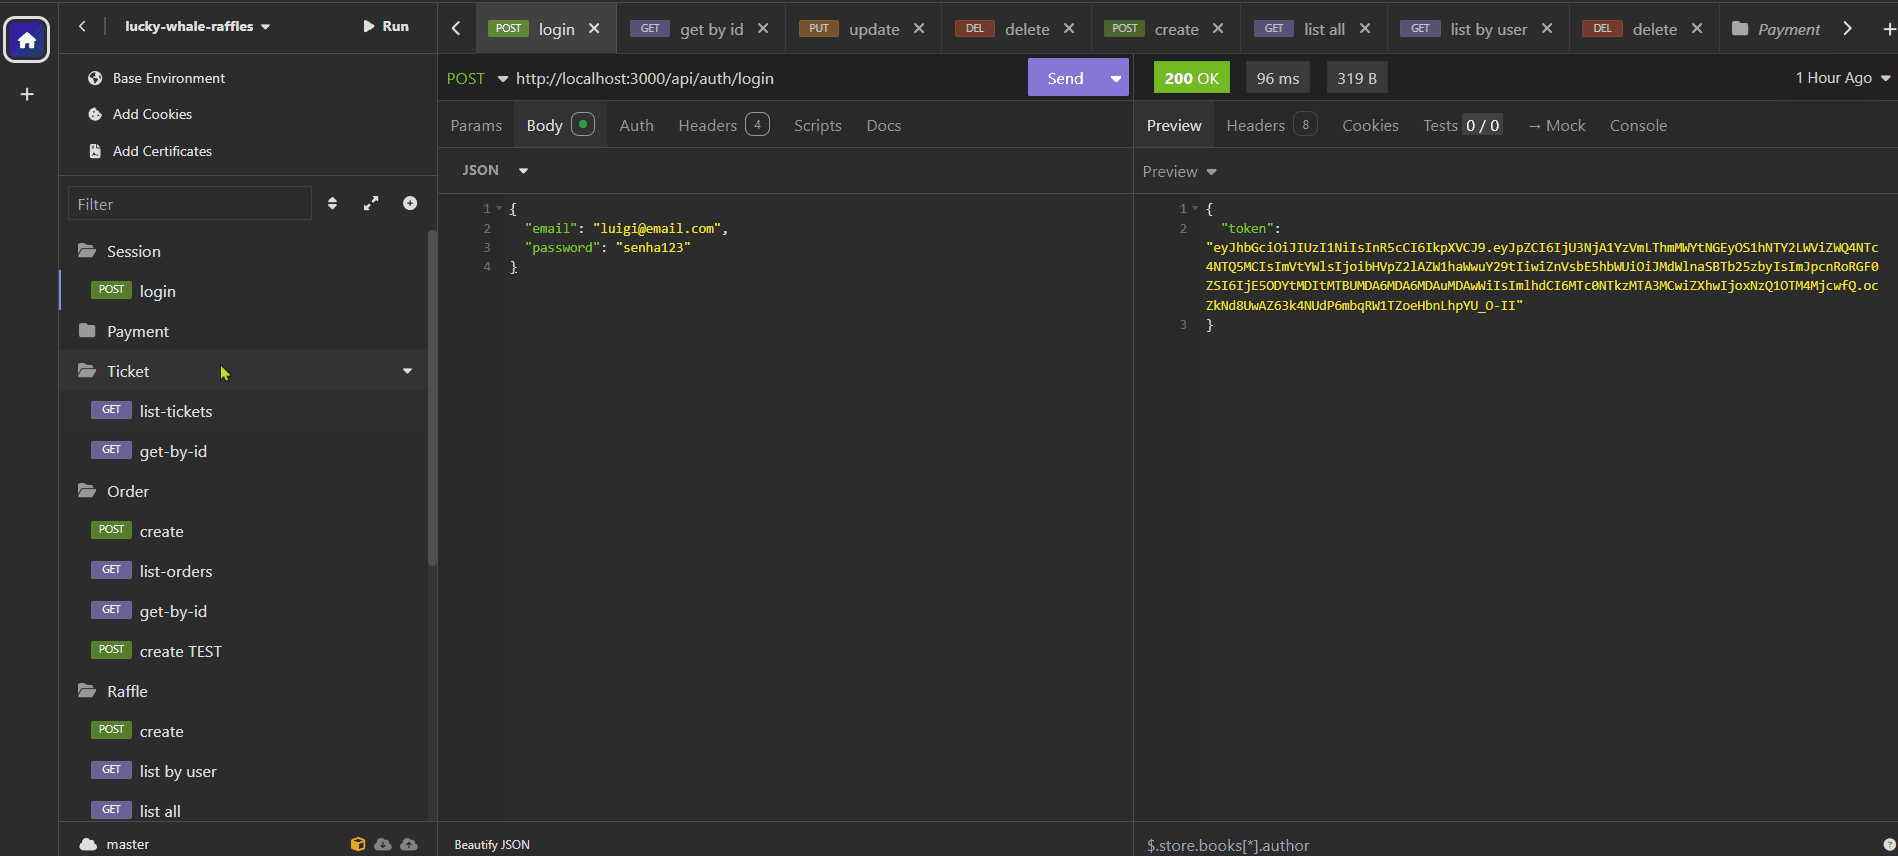 lucky-whale-raffles
Run
POST login
GET get by id
PUT update
DEL delete
POST create
GET list all
GET list by user
DEL delete
Payment
Base Environment
Add Cookies
Add Certificates
Filter
Session
POST login
Payment
Ticket
GET list-tickets
GET get-by-id
Order
POST create
GET list-orders
GET get-by-id
POST create TEST
Raffle
POST create
GET list by user
GET list all
master
POST http://localhost:3000/api/auth/login
Send
Params Body Auth Headers 4 Scripts Docs
JSON
1 {
2 "email": "luigi@email.com",
3 "password": "senha123"
4 }
Beautify JSON
200 OK 96 ms 319 B
1 Hour Ago
Preview Headers 8 Cookies Tests 0 / 0 → Mock Console
Preview
1 {
2 "token":
"eyJhbGciOiJIUzI1NiIsInR5cCI6IkpXVCJ9.eyJpZCI6IjU3NjA1YzVmLThmMWYtNGEyOS1hNTY2LWViZWQ4NTc
4NTQ5MCIsImVtYWlsIjoibHVpZ2lAZW1haWwuY29tIiwiZnVsbE5hbWUiOiJMdWlnaSBTb25zbyIsImJpcnRoRGF0
ZSI6IjE5ODYtMDItMTBUMDA6MDA6MDAuMDAwWiIsImlhdCI6MTc0NTkzMTA3MCwiZXhwIjoxNzQ1OTM4MjcwfQ.oc
ZkNd8UwAZ63k4NUdP6mbqRW1TZoeHbnLhpYU_O-II"
3 }
$.store.books[*].author